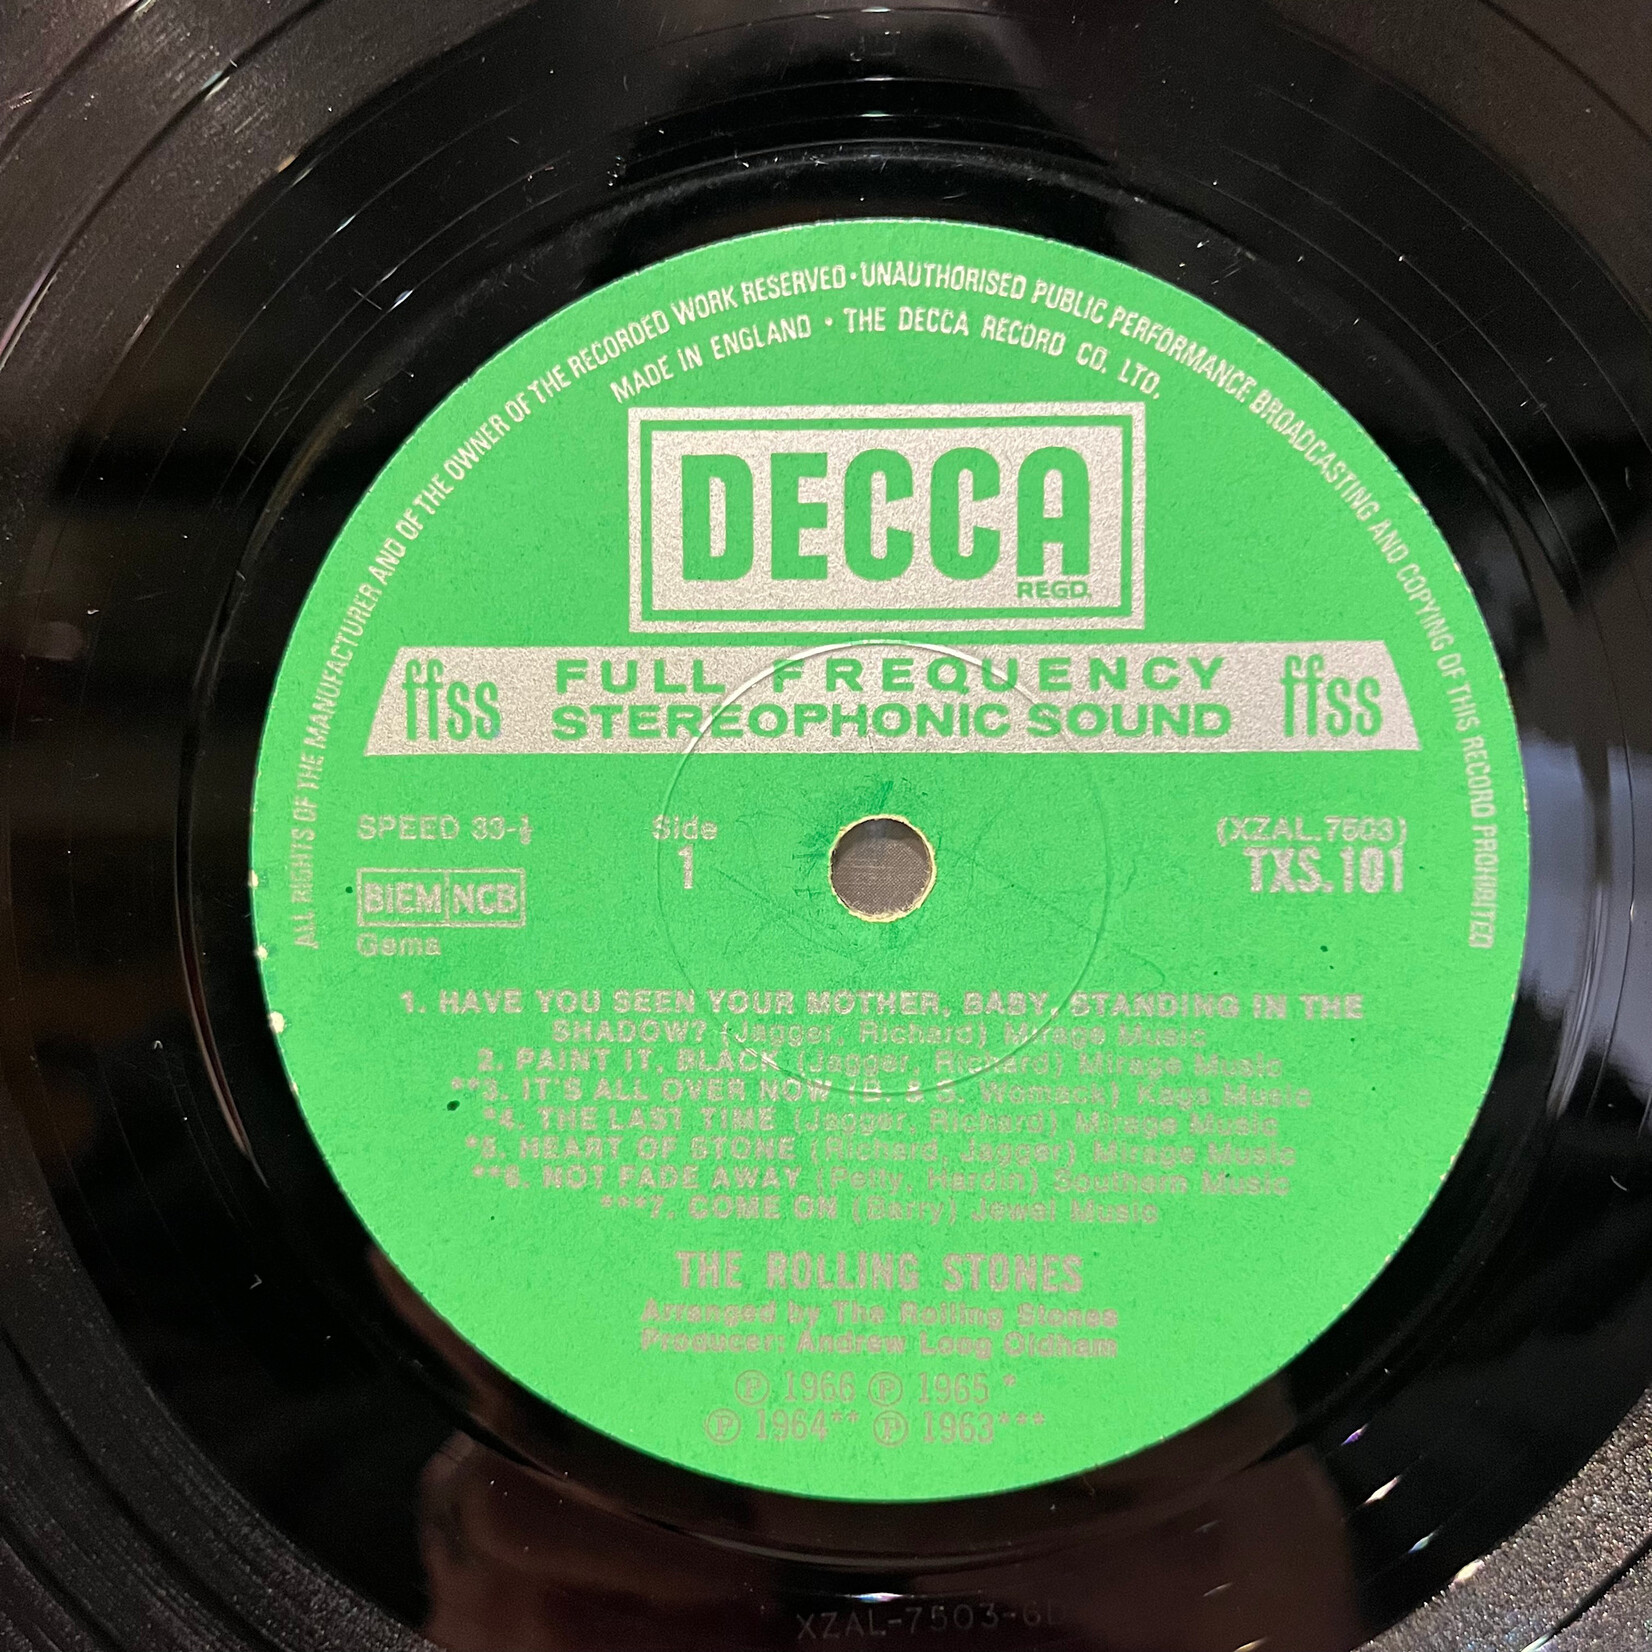 ALL RIGHTS OF THE MANUFACTURER AND OF THE OWNER OF THE RECORDED WORK RESERVED · UNAUTHORISED PUBLIC PERFORMANCE, BROADCASTING AND COPYING OF THIS RECORD PROHIBITED
MADE IN ENGLAND · THE DECCA RECORD CO. LTD.
DECCA
REGD.
ffss FULL FREQUENCY ffss
STEREOPHONIC SOUND
SPEED 33-⅓ Side (XZAL.7503)
1 TXS.101
BIEM NCB
Gema
1. HAVE YOU SEEN YOUR MOTHER, BABY, STANDING IN THE
SHADOW? (Jagger, Richard) Mirage Music
2. PAINT IT, BLACK (Jagger, Richard) Mirage Music
**3. IT'S ALL OVER NOW (B. & S. Womack) Kags Music
*4. THE LAST TIME (Jagger, Richard) Mirage Music
*5. HEART OF STONE (Richard, Jagger) Mirage Music
**6. NOT FADE AWAY (Petty, Hardin) Southern Music
***7. COME ON (Barry) Jewel Music
THE ROLLING STONES
Arranged by The Rolling Stones
Producer: Andrew Loog Oldham
℗ 1966 ℗ 1965 *
℗ 1964** ℗ 1963***
XZAL-7503-6D